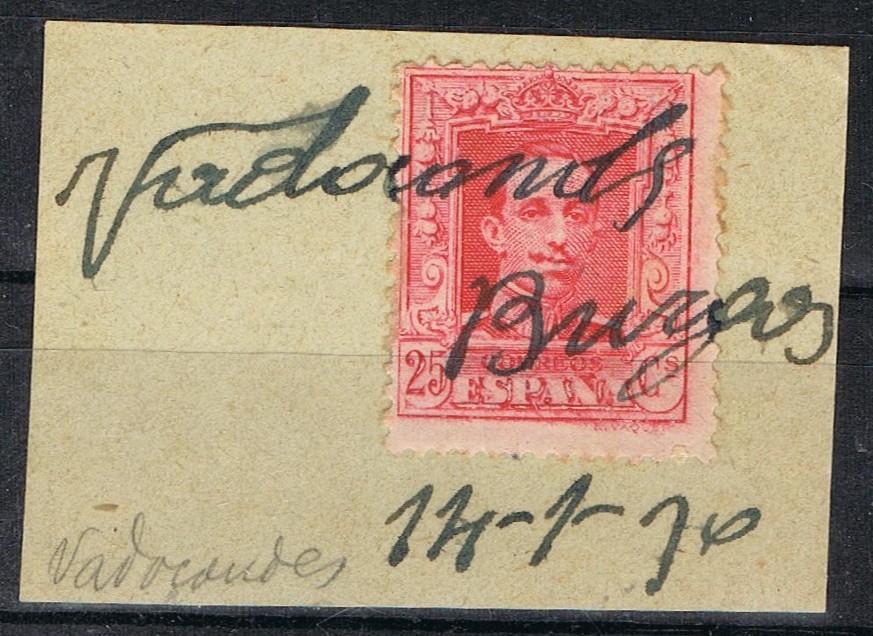 Vadocondes
Burgos
CORREOS
25 Cs
ESPAÑA
14-1-30
Vadocondes